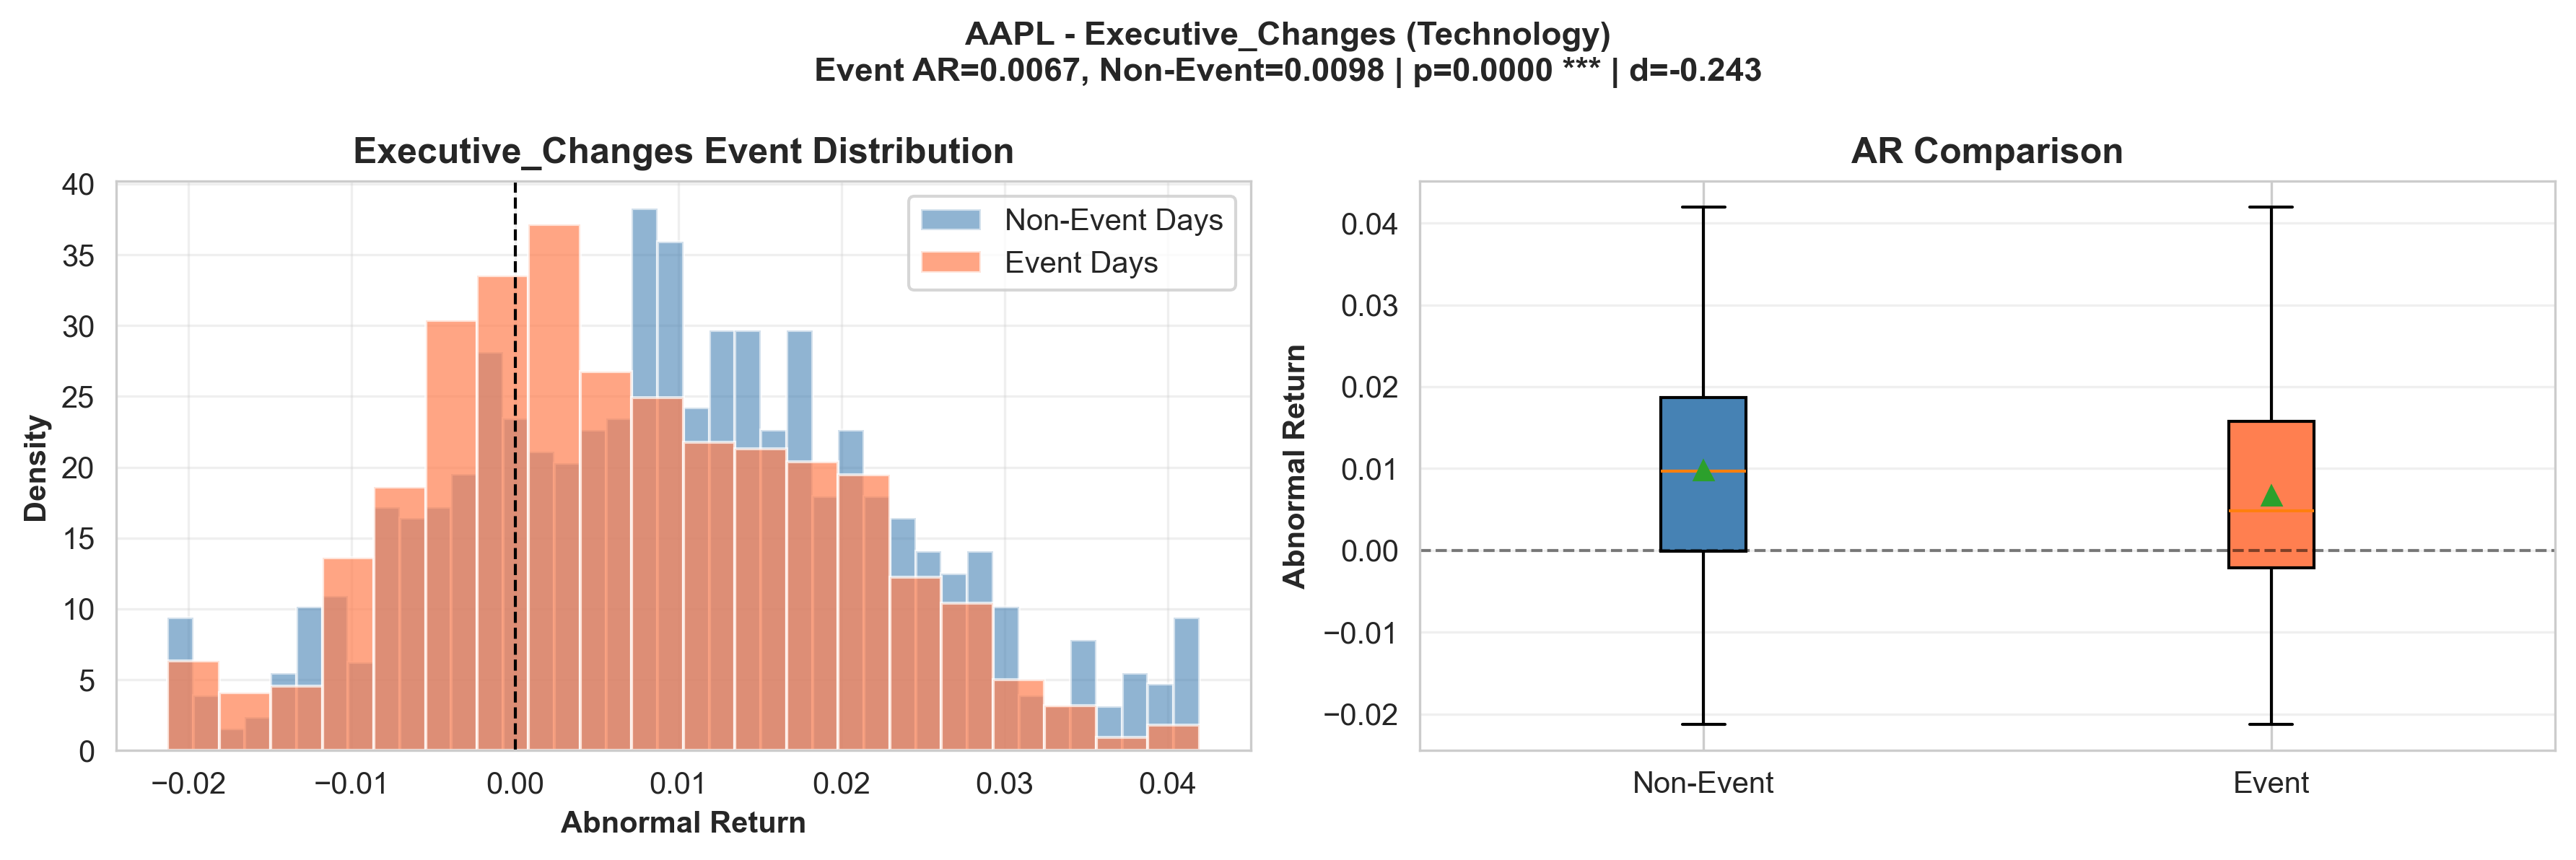 AAPL - Executive_Changes (Technology)
Event AR=0.0067, Non-Event=0.0098 | p=0.0000 *** | d=-0.243
Executive_Changes Event Distribution
40
35
30
25
20
15
10
5
0
Density
−0.02
−0.01
0.00
0.01
0.02
0.03
0.04
Abnormal Return
Non-Event Days
Event Days
AR Comparison
0.04
0.03
0.02
0.01
0.00
−0.01
−0.02
Abnormal Return
Non-Event
Event